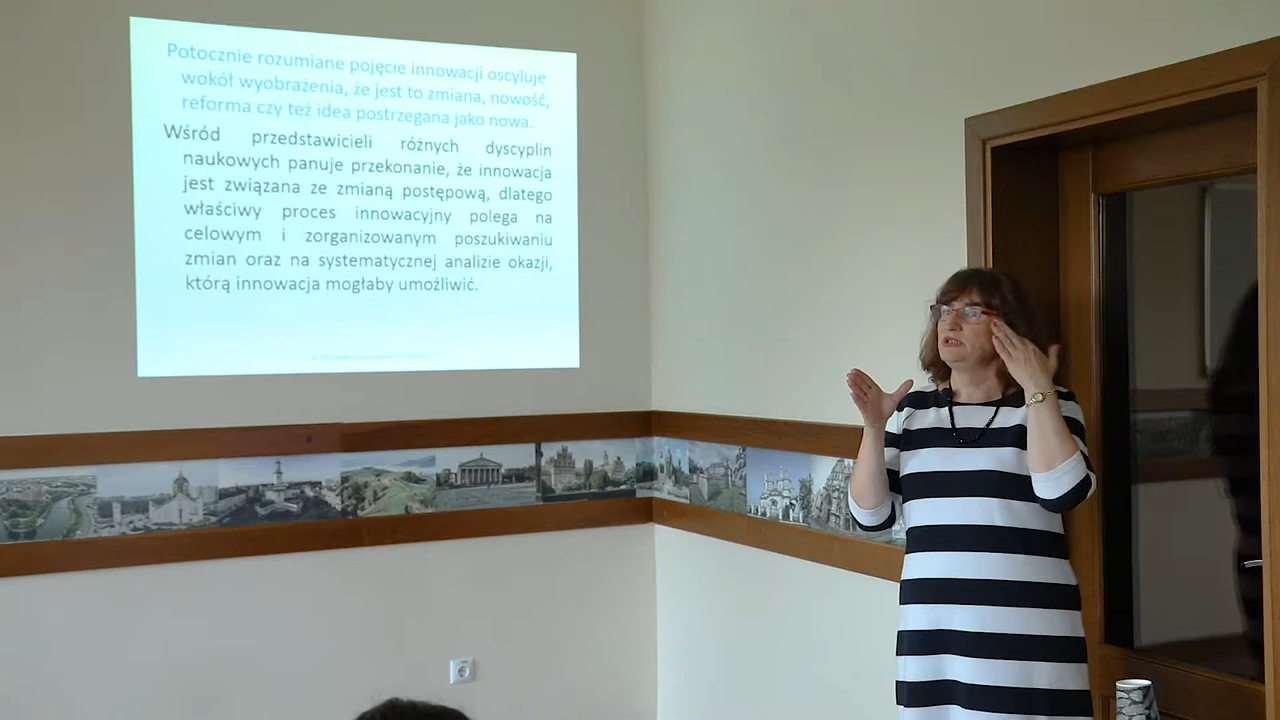 Potocznie rozumiane pojęcie innowacji oscyluje
wokół wyobrażenia, że jest to zmiana, nowość,
reforma czy też idea postrzegana jako nowa.
Wśród przedstawicieli różnych dyscyplin
naukowych panuje przekonanie, że innowacja
jest związana ze zmianą postępową, dlatego
właściwy proces innowacyjny polega na
celowym i zorganizowanym poszukiwaniu
zmian oraz na systematycznej analizie okazji,
którą innowacja mogłaby umożliwić.